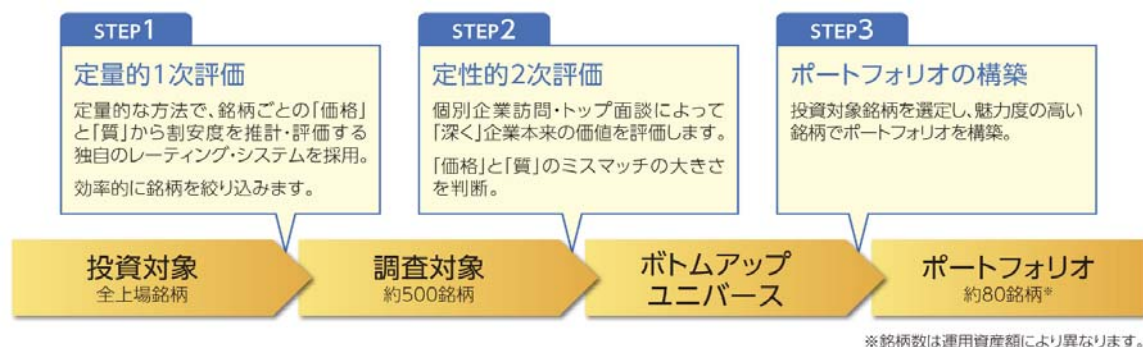 STEP1
定量的1次評価
定量的な方法で、銘柄ごとの「価格」
と「質」から割安度を推計・評価する
独自のレーティング・システムを採用。
効率的に銘柄を絞り込みます。
STEP2
定性的2次評価
個別企業訪問・トップ面談によって
「深く」企業本来の価値を評価します。
「価格」と「質」のミスマッチの大きさ
を判断。
STEP3
ポートフォリオの構築
投資対象銘柄を選定し、魅力度の高い
銘柄でポートフォリオを構築。
投資対象
全上場銘柄
調査対象
約500銘柄
ボトムアップ
ユニバース
ポートフォリオ
約80銘柄※
※銘柄数は運用資産額により異なります。